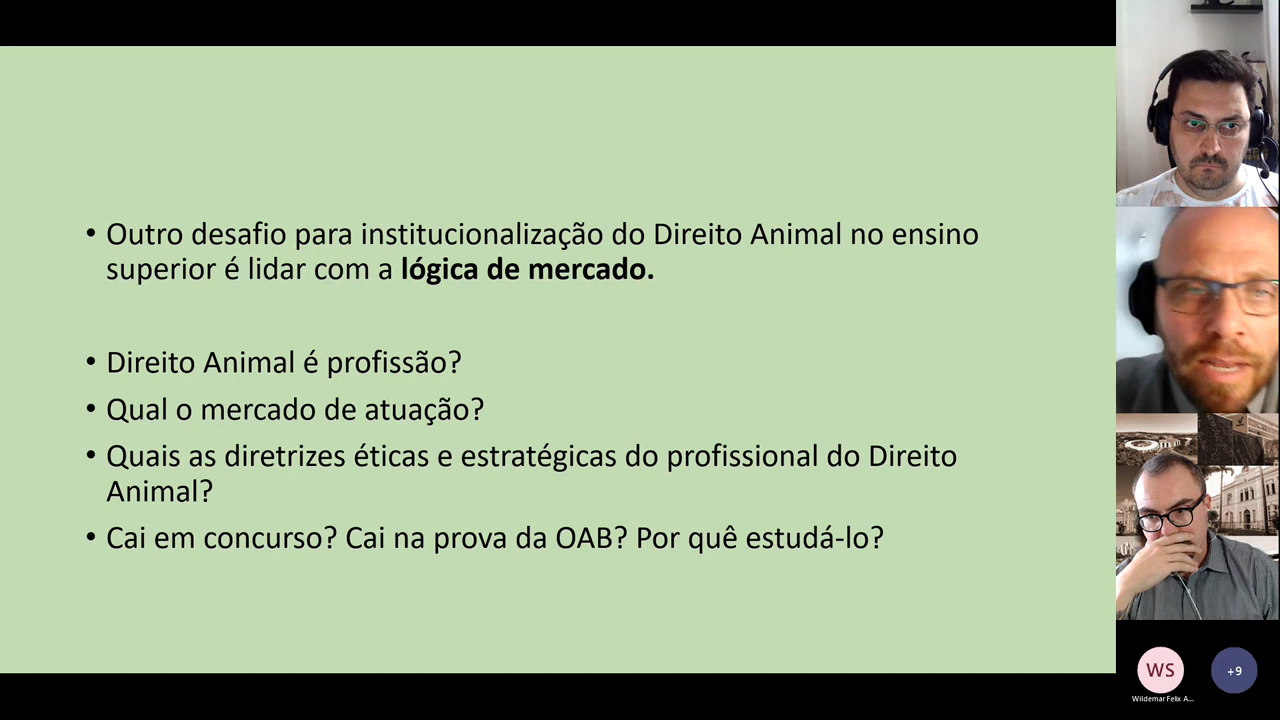 • Outro desafio para institucionalização do Direito Animal no ensino
superior é lidar com a lógica de mercado.
• Direito Animal é profissão?
• Qual o mercado de atuação?
• Quais as diretrizes éticas e estratégicas do profissional do Direito
Animal?
• Cai em concurso? Cai na prova da OAB? Por quê estudá-lo?
WS
+9
Wildemar Felix A...